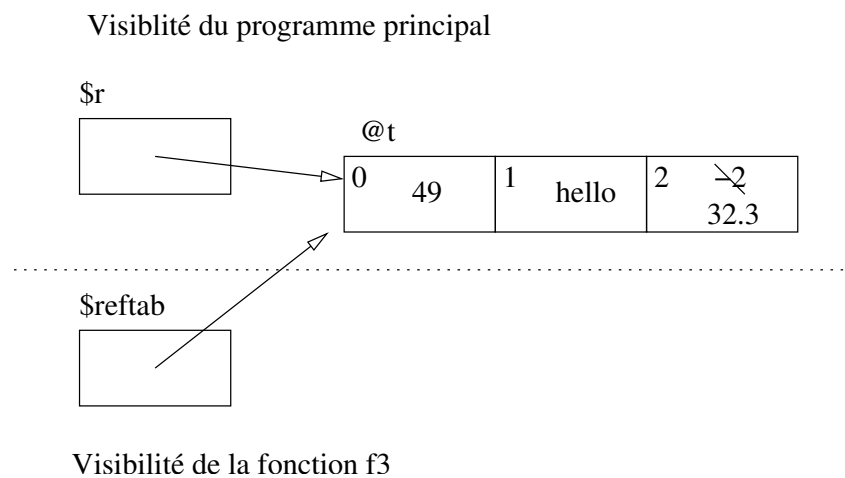 Visiblité du programme principal
$r
@t
0 49 1 hello 2 −2
32.3
$reftab
Visibilité de la fonction f3